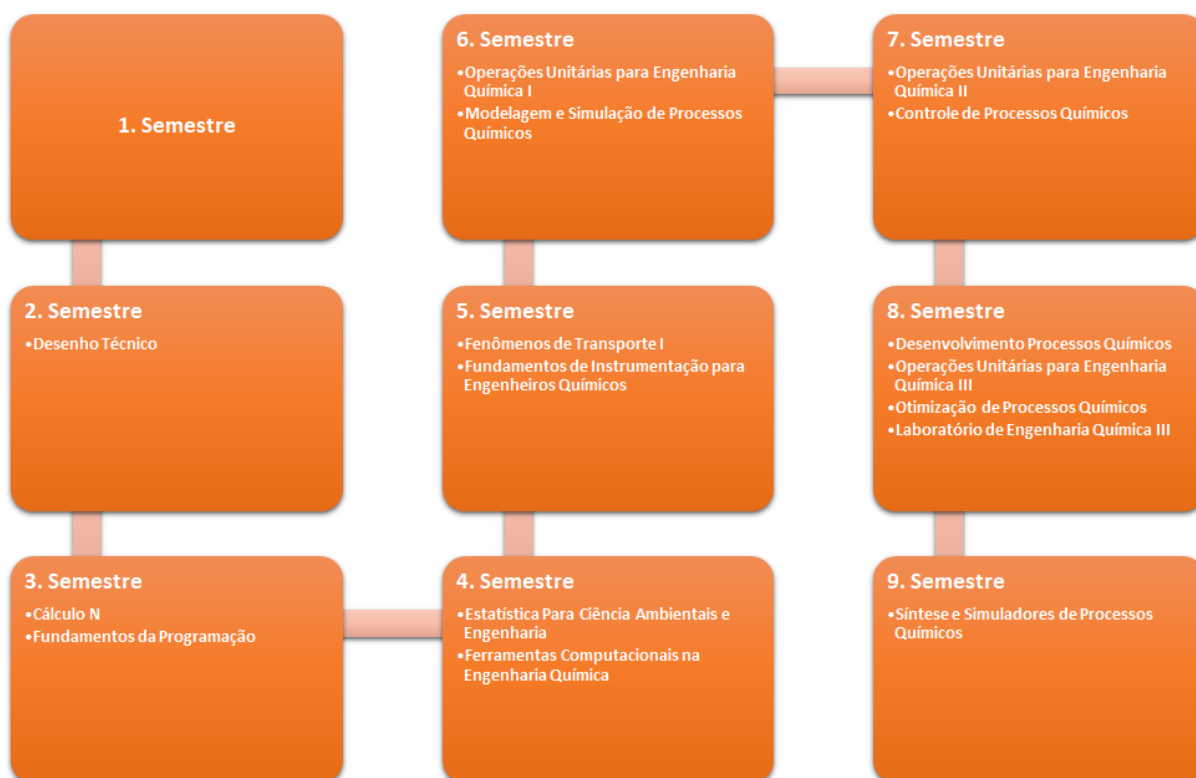 1. Semestre
2. Semestre
•Desenho Técnico
3. Semestre
•Cálculo N
•Fundamentos da Programação
4. Semestre
•Estatística Para Ciência Ambientais e
Engenharia
•Ferramentas Computacionais na
Engenharia Química
5. Semestre
•Fenômenos de Transporte I
•Fundamentos de Instrumentação para
Engenheiros Químicos
6. Semestre
•Operações Unitárias para Engenharia
Química I
•Modelagem e Simulação de Processos
Químicos
7. Semestre
•Operações Unitárias para Engenharia
Química II
•Controle de Processos Químicos
8. Semestre
•Desenvolvimento Processos Químicos
•Operações Unitárias para Engenharia
Química III
•Otimização de Processos Químicos
•Laboratório de Engenharia Química III
9. Semestre
•Síntese e Simuladores de Processos
Químicos